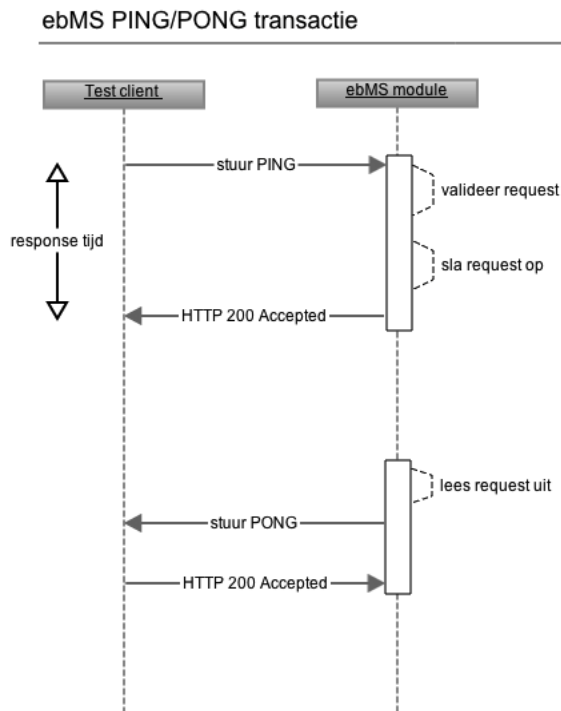 ebMS PING/PONG transactie
Test client
ebMS module
stuur PING
valideer request
response tijd
sla request op
HTTP 200 Accepted
lees request uit
stuur PONG
HTTP 200 Accepted